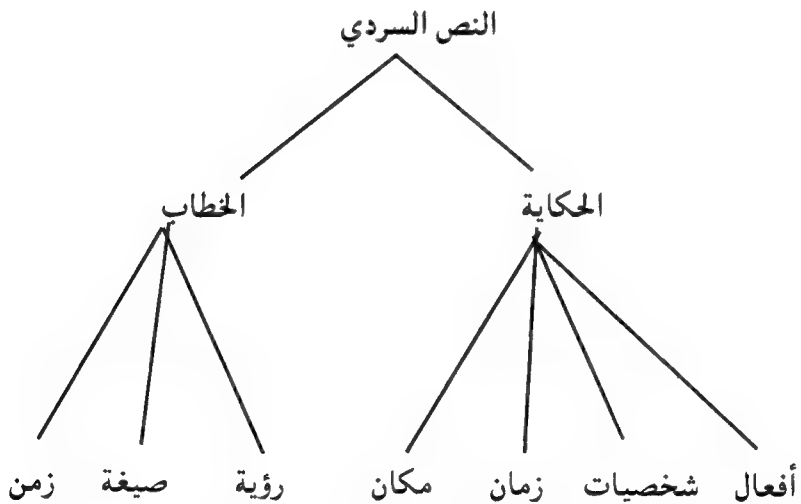 النص السردي
الحكاية الخطاب
أفعال شخصيات زمان مكان رؤية صيغة زمن